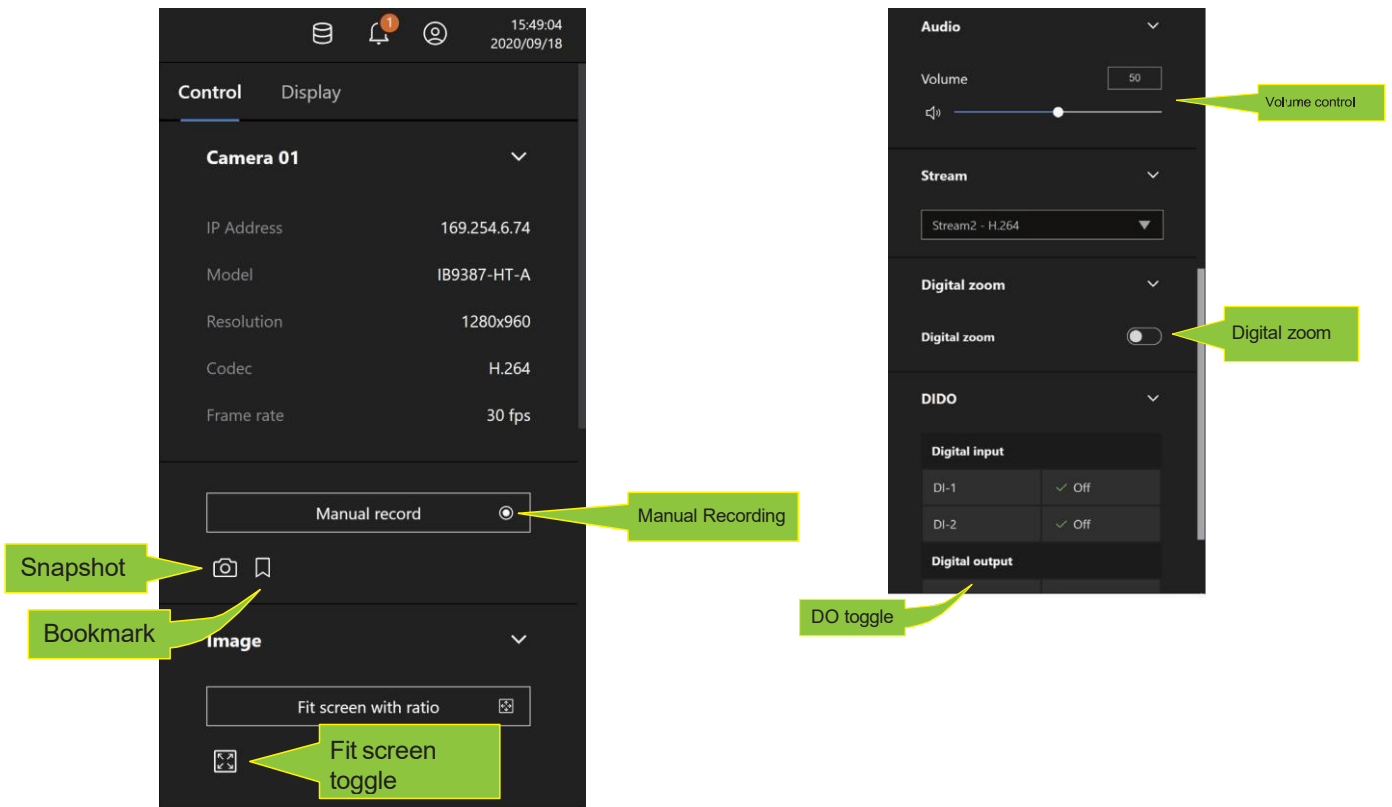 1
15:49:04
2020/09/18
Control Display
Camera 01
IP Address 169.254.6.74
Model IB9387-HT-A
Resolution 1280x960
Codec H.264
Frame rate 30 fps
Manual record
Manual Recording
Snapshot
Bookmark
Image
Fit screen with ratio
Fit screen
toggle
Audio
Volume 50
Volume control
Stream
Stream2 - H.264
Digital zoom
Digital zoom
Digital zoom
DIDO
Digital input
DI-1 Off
DI-2 Off
Digital output
DO toggle